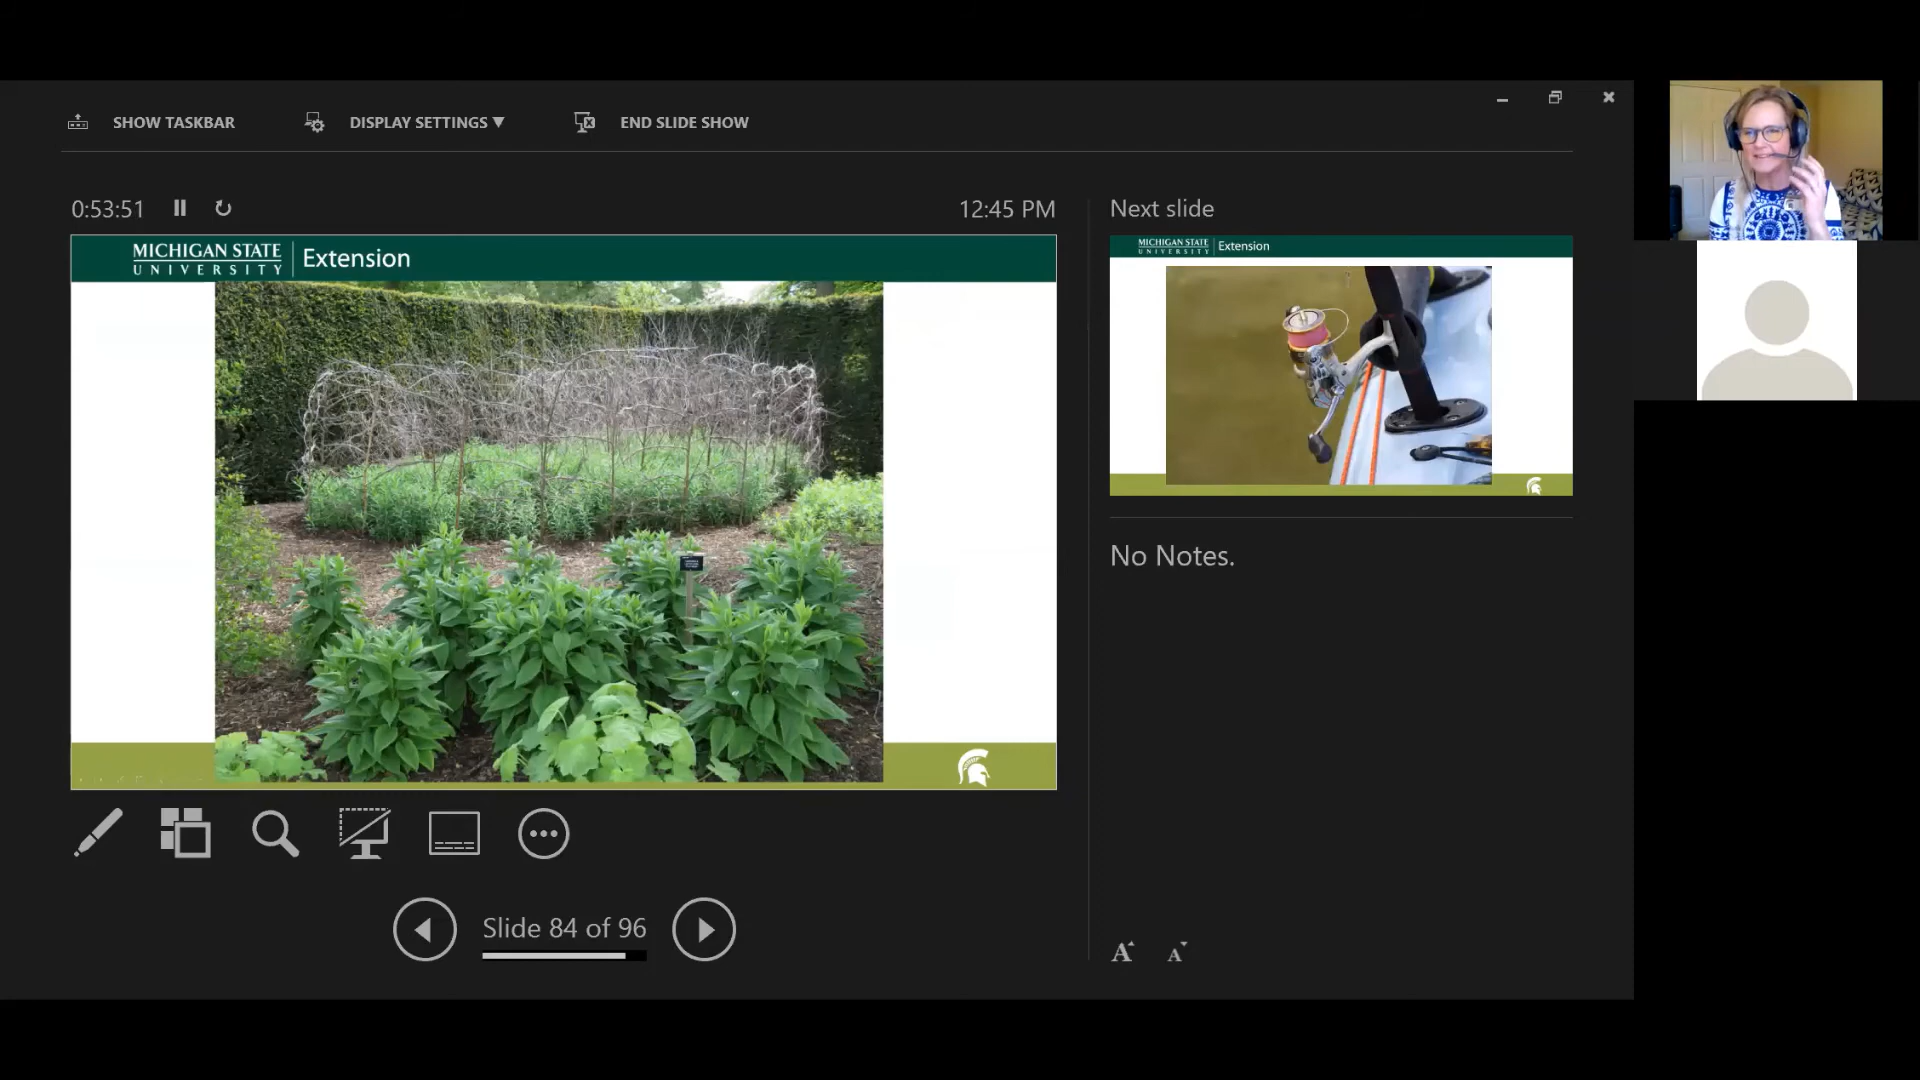 SHOW TASKBAR
DISPLAY SETTINGS ▼
END SLIDE SHOW
0:53:51
12:45 PM
MICHIGAN STATE
UNIVERSITY
Extension
Slide 84 of 96
Next slide
MICHIGAN STATE
UNIVERSITY
Extension
No Notes.
A
A